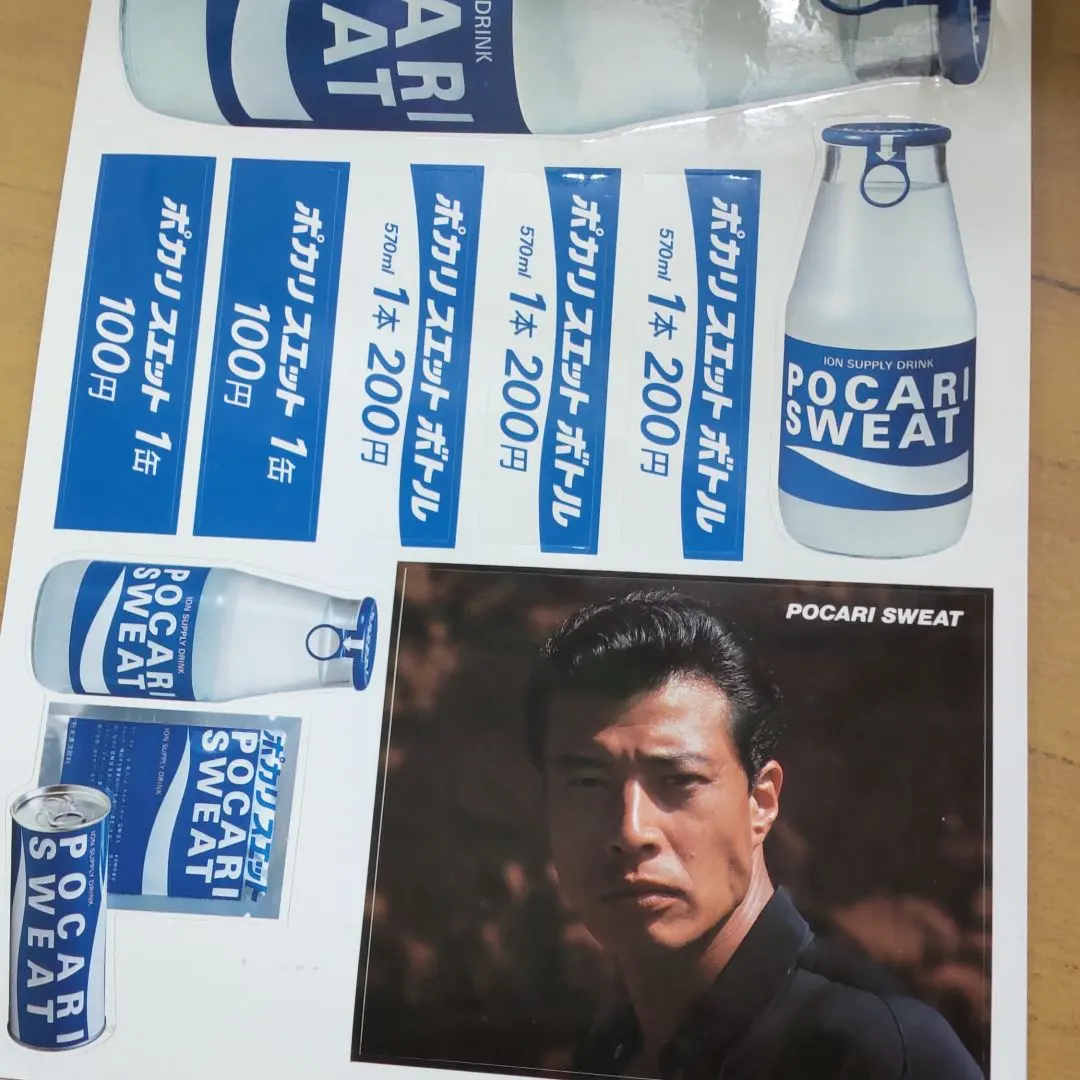 DRINK
ARI
AT
ION SUPPLY DRINK
POCARI
SWEAT
ポカリスエット 1缶
100円
ポカリスエット 1缶
100円
ポカリスエットボトル
570ml 1本 200円
ポカリスエットボトル
570ml 1本 200円
ポカリスエットボトル
570ml 1本 200円
ION SUPPLY DRINK
POCARI
SWEAT
POCARI SWEAT
ポカリスエット
POCARI
SWEAT
ION SUPPLY DRINK
ION SUPPLY DRINK
POCARI
SWEAT